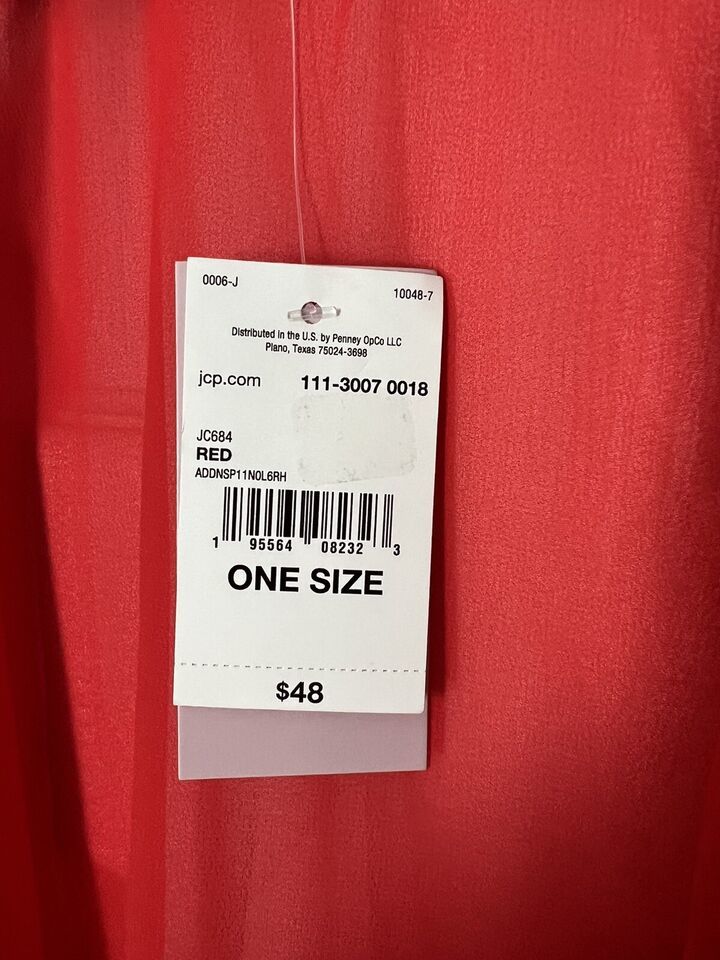 0006-J
10048-7
Distributed in the U.S. by Penney OpCo LLC
Plano, Texas 75024-3698
jcp.com 111-3007 0018
JC684
RED
ADDNSP11N0L6RH
1 95564 08232 3
ONE SIZE
$48